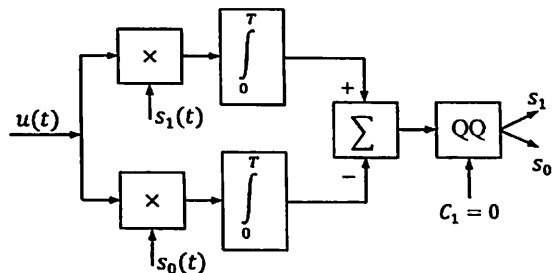 ×
∫
T
0
s₁(t)
u(t)
+
∑
−
QQ
s₁
s₀
C₁ = 0
×
∫
T
0
s₀(t)